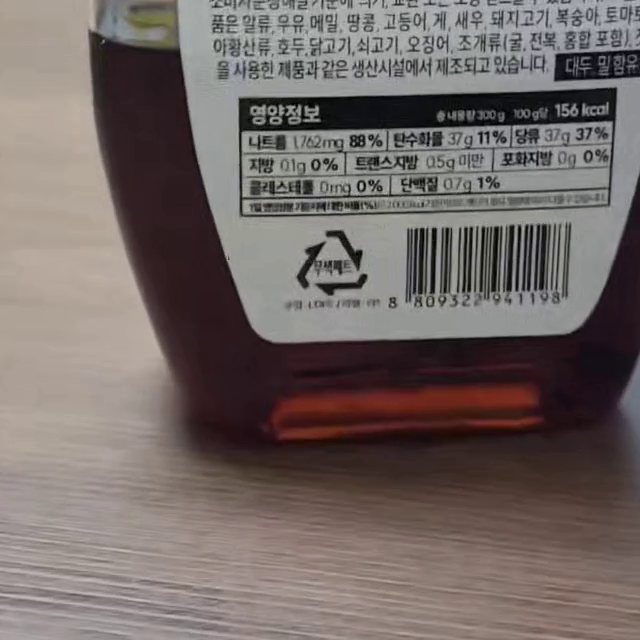 품은 알류, 우유, 메밀, 땅콩, 고등어, 게, 새우, 돼지고기, 복숭아, 토마
아황산류, 호두, 닭고기, 쇠고기, 오징어, 조개류(굴, 전복, 홍합 포함)
을 사용한 제품과 같은 생산시설에서 제조되고 있습니다. 대두 밀 함유
영양정보 총 내용량 300g 100g당 156 kcal
나트륨 1,762mg 88% 탄수화물 37g 11% 당류 37g 37%
지방 0.1g 0% 트랜스지방 0.5g 미만 포화지방 0g 0%
콜레스테롤 0mg 0% 단백질 0.7g 1%
무색페트
8 809322 941198